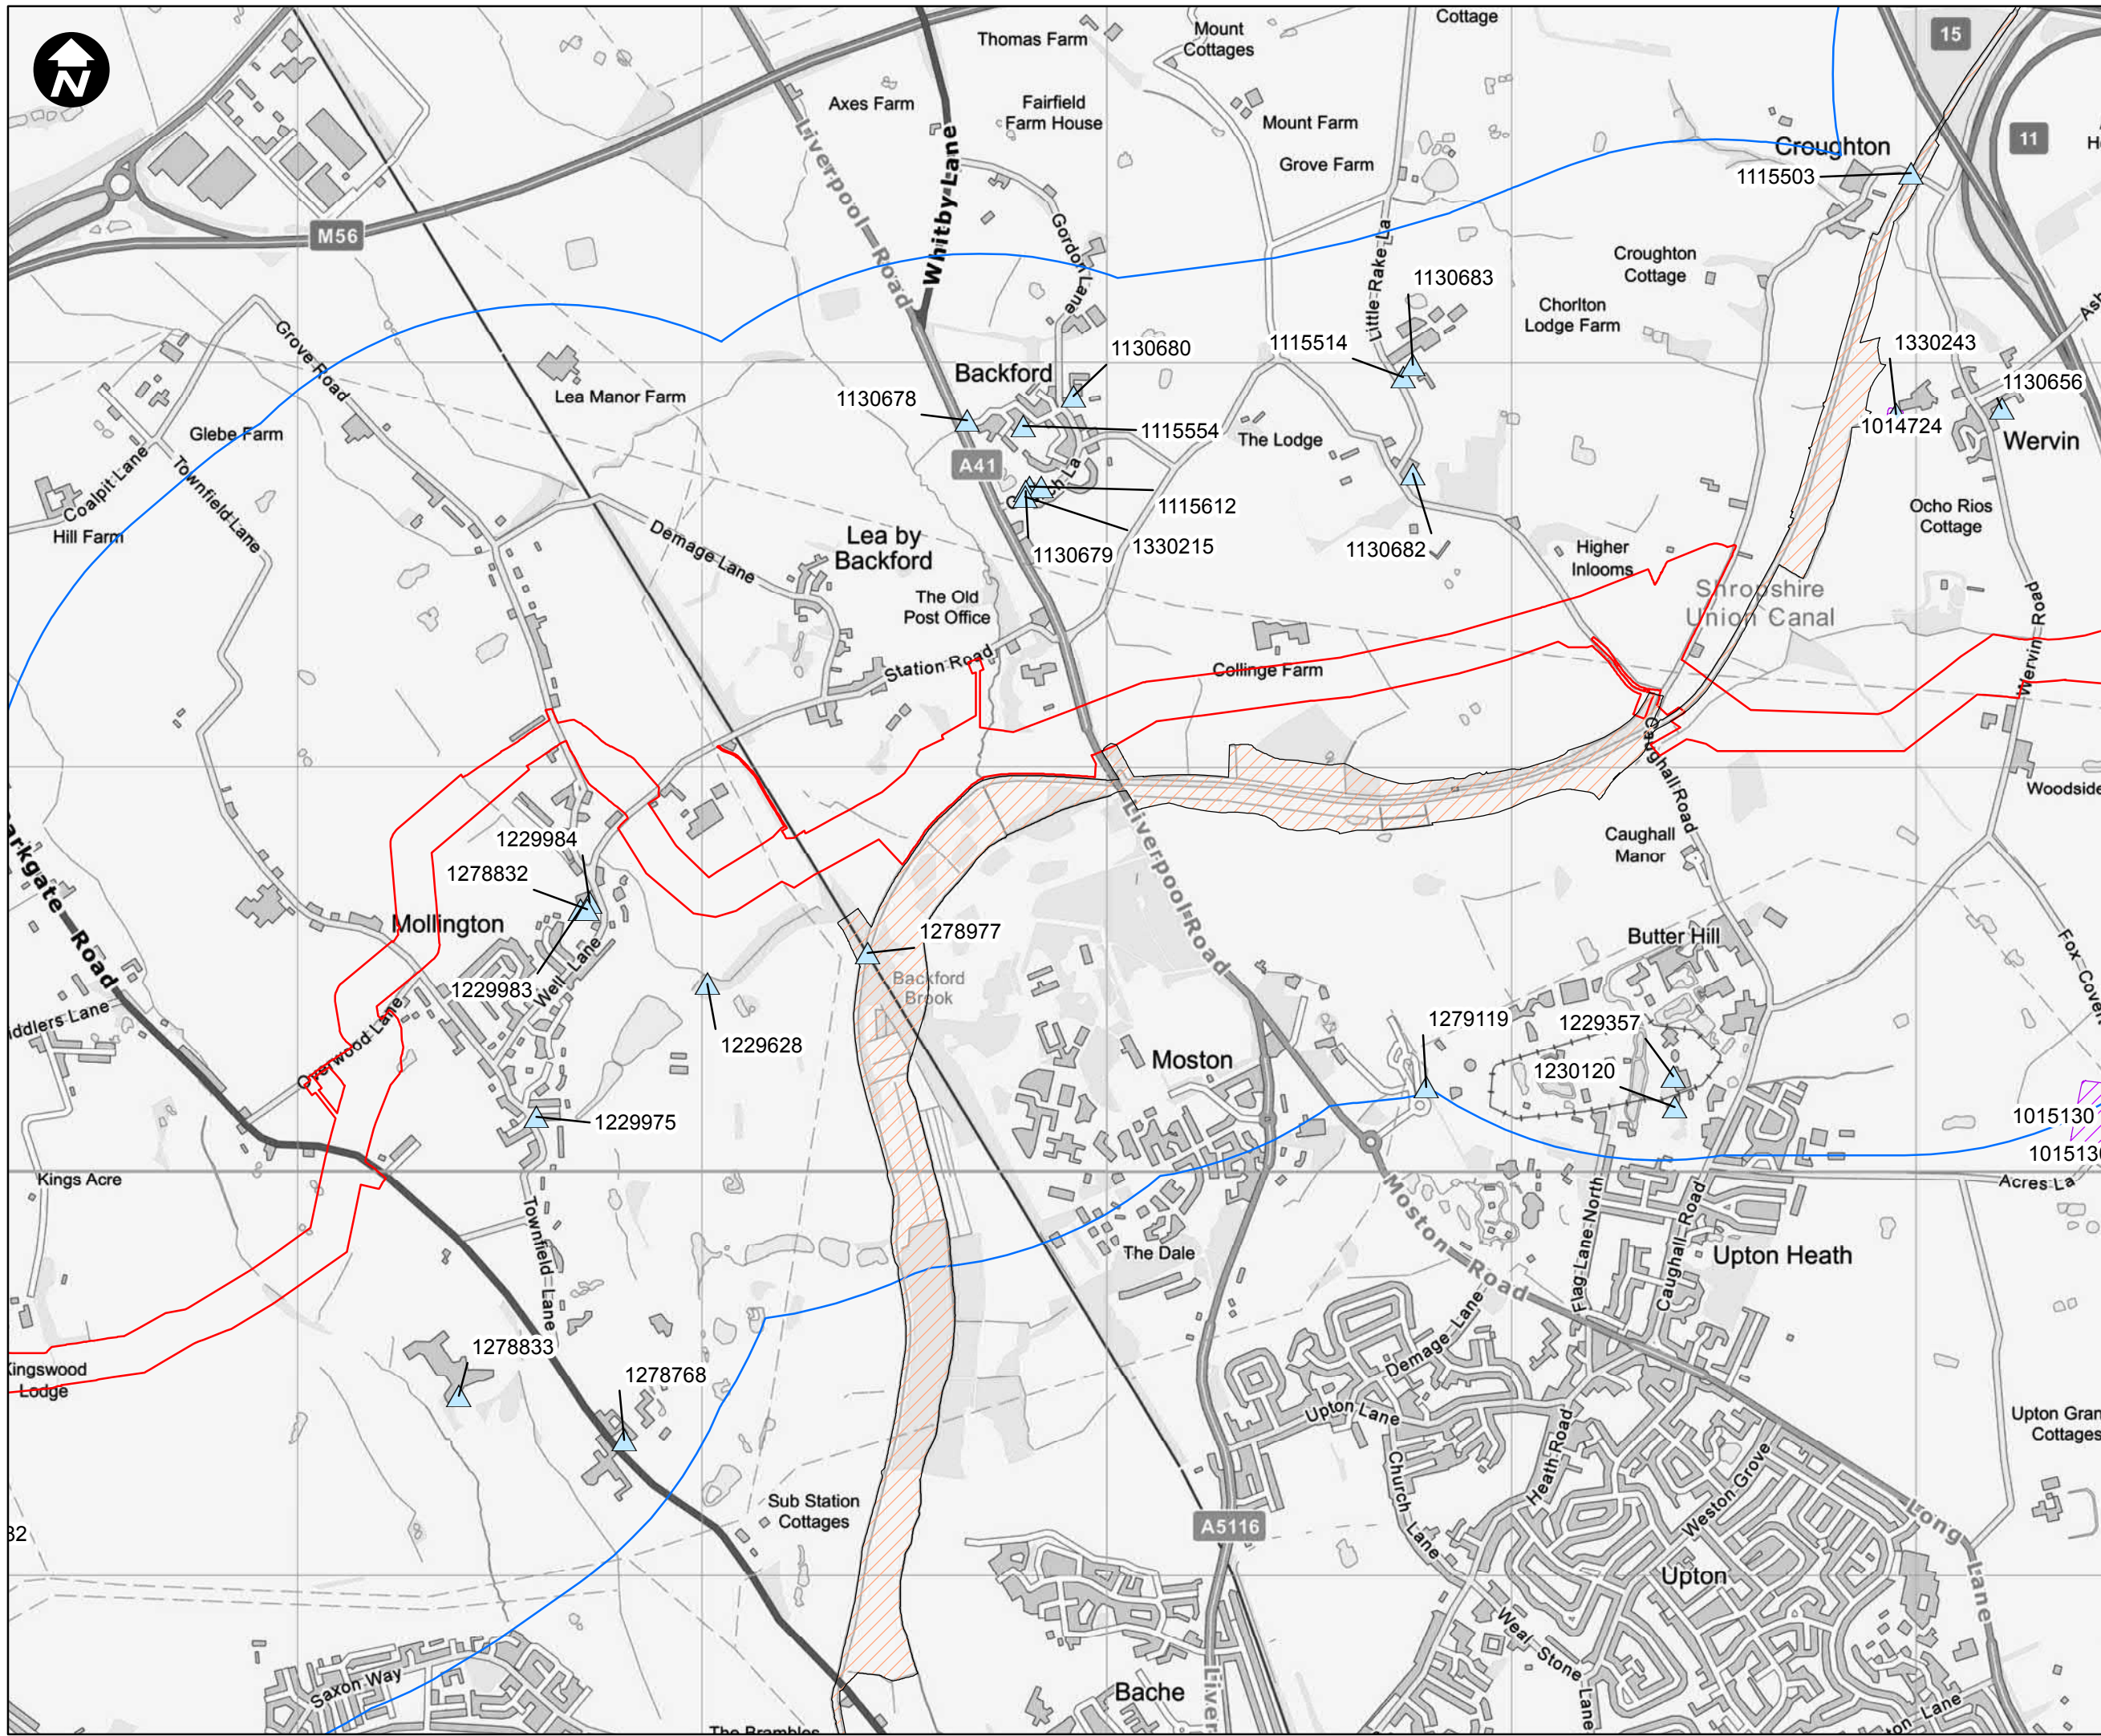 N
Thomas Farm
Mount
Cottages
Cottage
15
M56
Liverpool Road
Whitby Lane
Axes Farm
Fairfield
Farm House
Gordon Lane
Mount Farm
Grove Farm
Little Rake La
Croughton
1115503
11
Croughton
Cottage
Chorlton
Lodge Farm
1130683
1115514
1330243
1130656
1014724
Wervin
Grove Road
Lea Manor Farm
Glebe Farm
Coalpit Lane
Townfield Lane
Hill Farm
Backford
1130680
1130678
1115554
A41
The Lodge
1115612
1330215
1130679
1130682
Ocho Rios
Cottage
Higher
Inlooms
Demage Lane
Lea by
Backford
The Old
Post Office
Station Road
Collinge Farm
Shropshire
Union Canal
Wervin Road
Woodside
Caughall Road
Caughall
Manor
Liverpool Road
1229984
1278832
Mollington
1229983
Well Lane
Overwood Lane
1278977
Backford
Brook
1229628
1229975
Road
Kings Acre
Townfield Lane
Moston
1279119
1229357
1230120
Butter Hill
Fox Cover
1015130
Acres La
Flag Lane North
Caughall Road
Upton Heath
Moston Road
The Dale
Demage Lane
Upton Lane
Church Lane
Heath Road
Weston Grove
Long Lane
Upton
Weal Stone Lane
1278833
1278768
Kingswood
Lodge
Sub Station
Cottages
A5116
Upton Gran
Cottages
32
Saxon Way
Bache
Liver
The Brambles